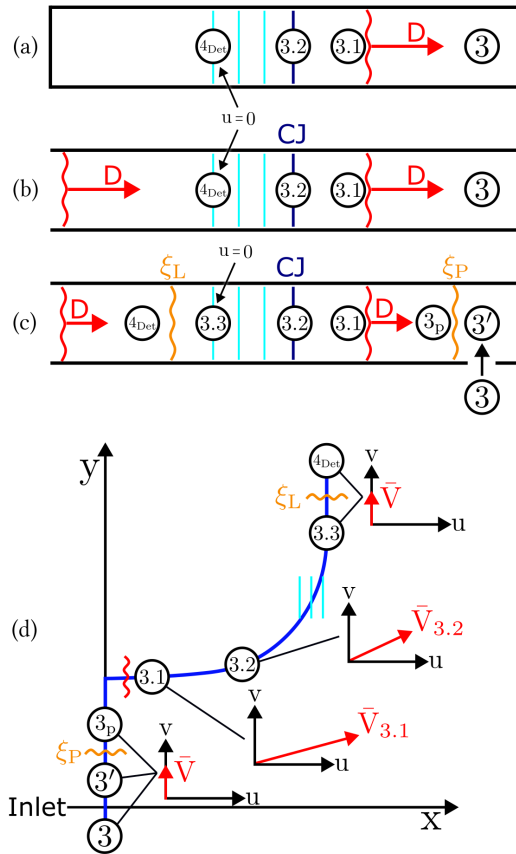 (a) 4Det 3.2 3.1 D 3
u = 0
CJ
(b) D 4Det 3.2 3.1 D 3
u = 0
ξL CJ ξP
(c) D 4Det 3.3 3.2 3.1 D 3p 3′
3
y
4Det
ξL
v
V̄
3.3
u
(d)
v
V̄3.2
3.2
u
3.1
v
V̄3.1
3p
ξP
v
V̄
u
3′
u
Inlet
x
3